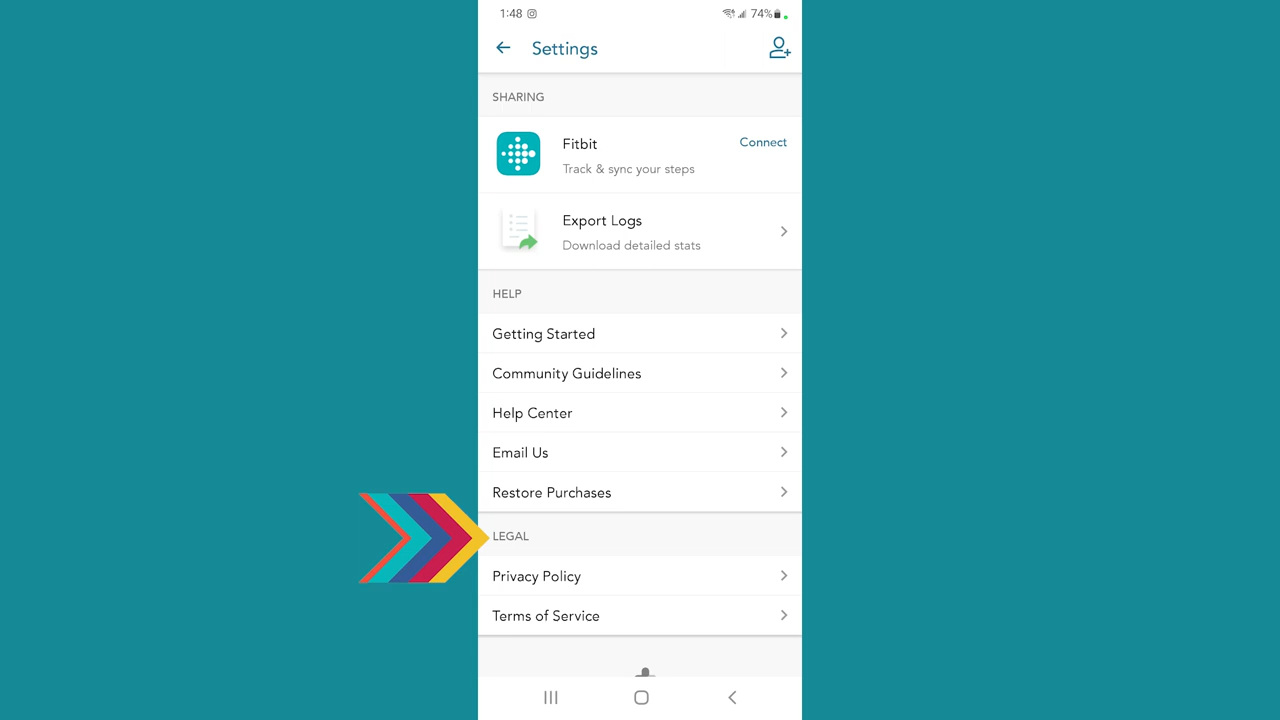 1:48 74%
Settings
SHARING
Fitbit Connect
Track & sync your steps
Export Logs
Download detailed stats
HELP
Getting Started
Community Guidelines
Help Center
Email Us
Restore Purchases
LEGAL
Privacy Policy
Terms of Service